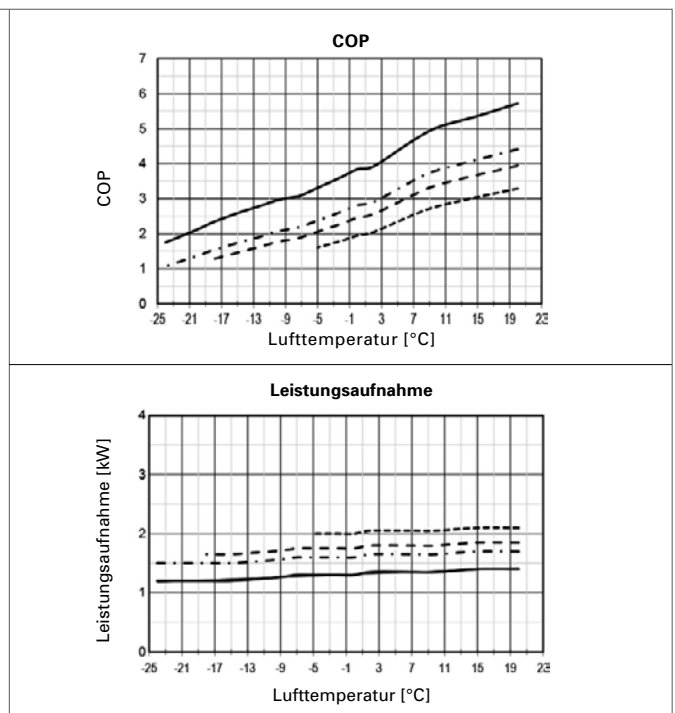 COP
7
6
5
4
3
2
1
0
COP
-25 -21 -17 -13 -9 -5 -1 3 7 11 15 19 23
Lufttemperatur [°C]
Leistungsaufnahme
4
3
2
1
0
Leistungsaufnahme [kW]
-25 -21 -17 -13 -9 -5 -1 3 7 11 15 19 23
Lufttemperatur [°C]